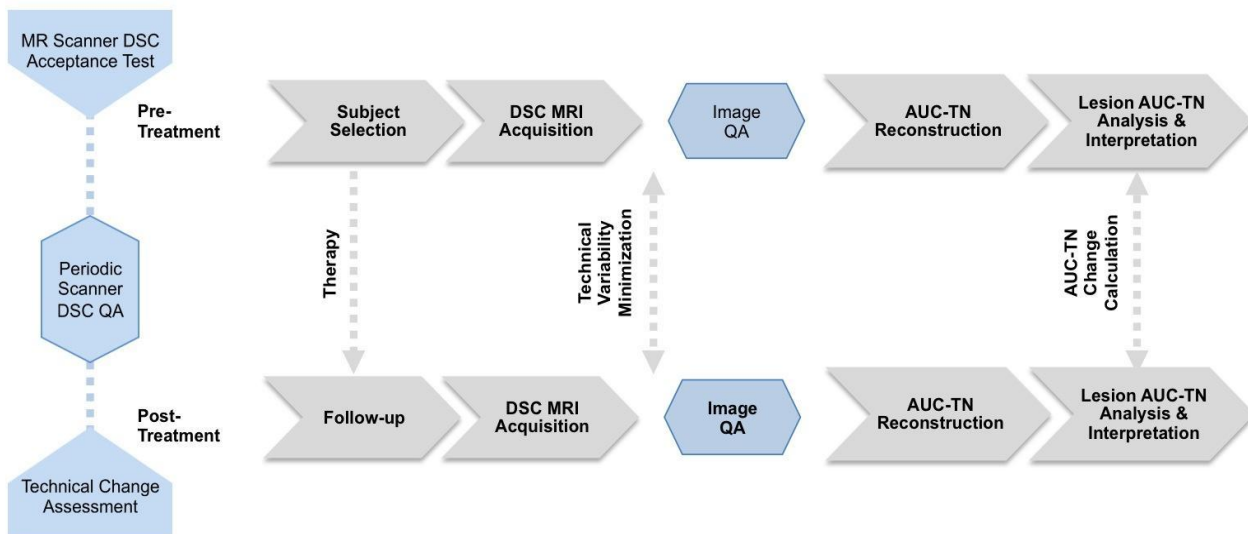 MR Scanner DSC
Acceptance Test
Pre-
Treatment
Subject
Selection
DSC MRI
Acquisition
Image
QA
AUC-TN
Reconstruction
Lesion AUC-TN
Analysis &
Interpretation
Periodic
Scanner
DSC QA
Therapy
Technical
Variability
Minimization
AUC-TN
Change
Calculation
Post-
Treatment
Follow-up
DSC MRI
Acquisition
Image
QA
AUC-TN
Reconstruction
Lesion AUC-TN
Analysis &
Interpretation
Technical Change
Assessment